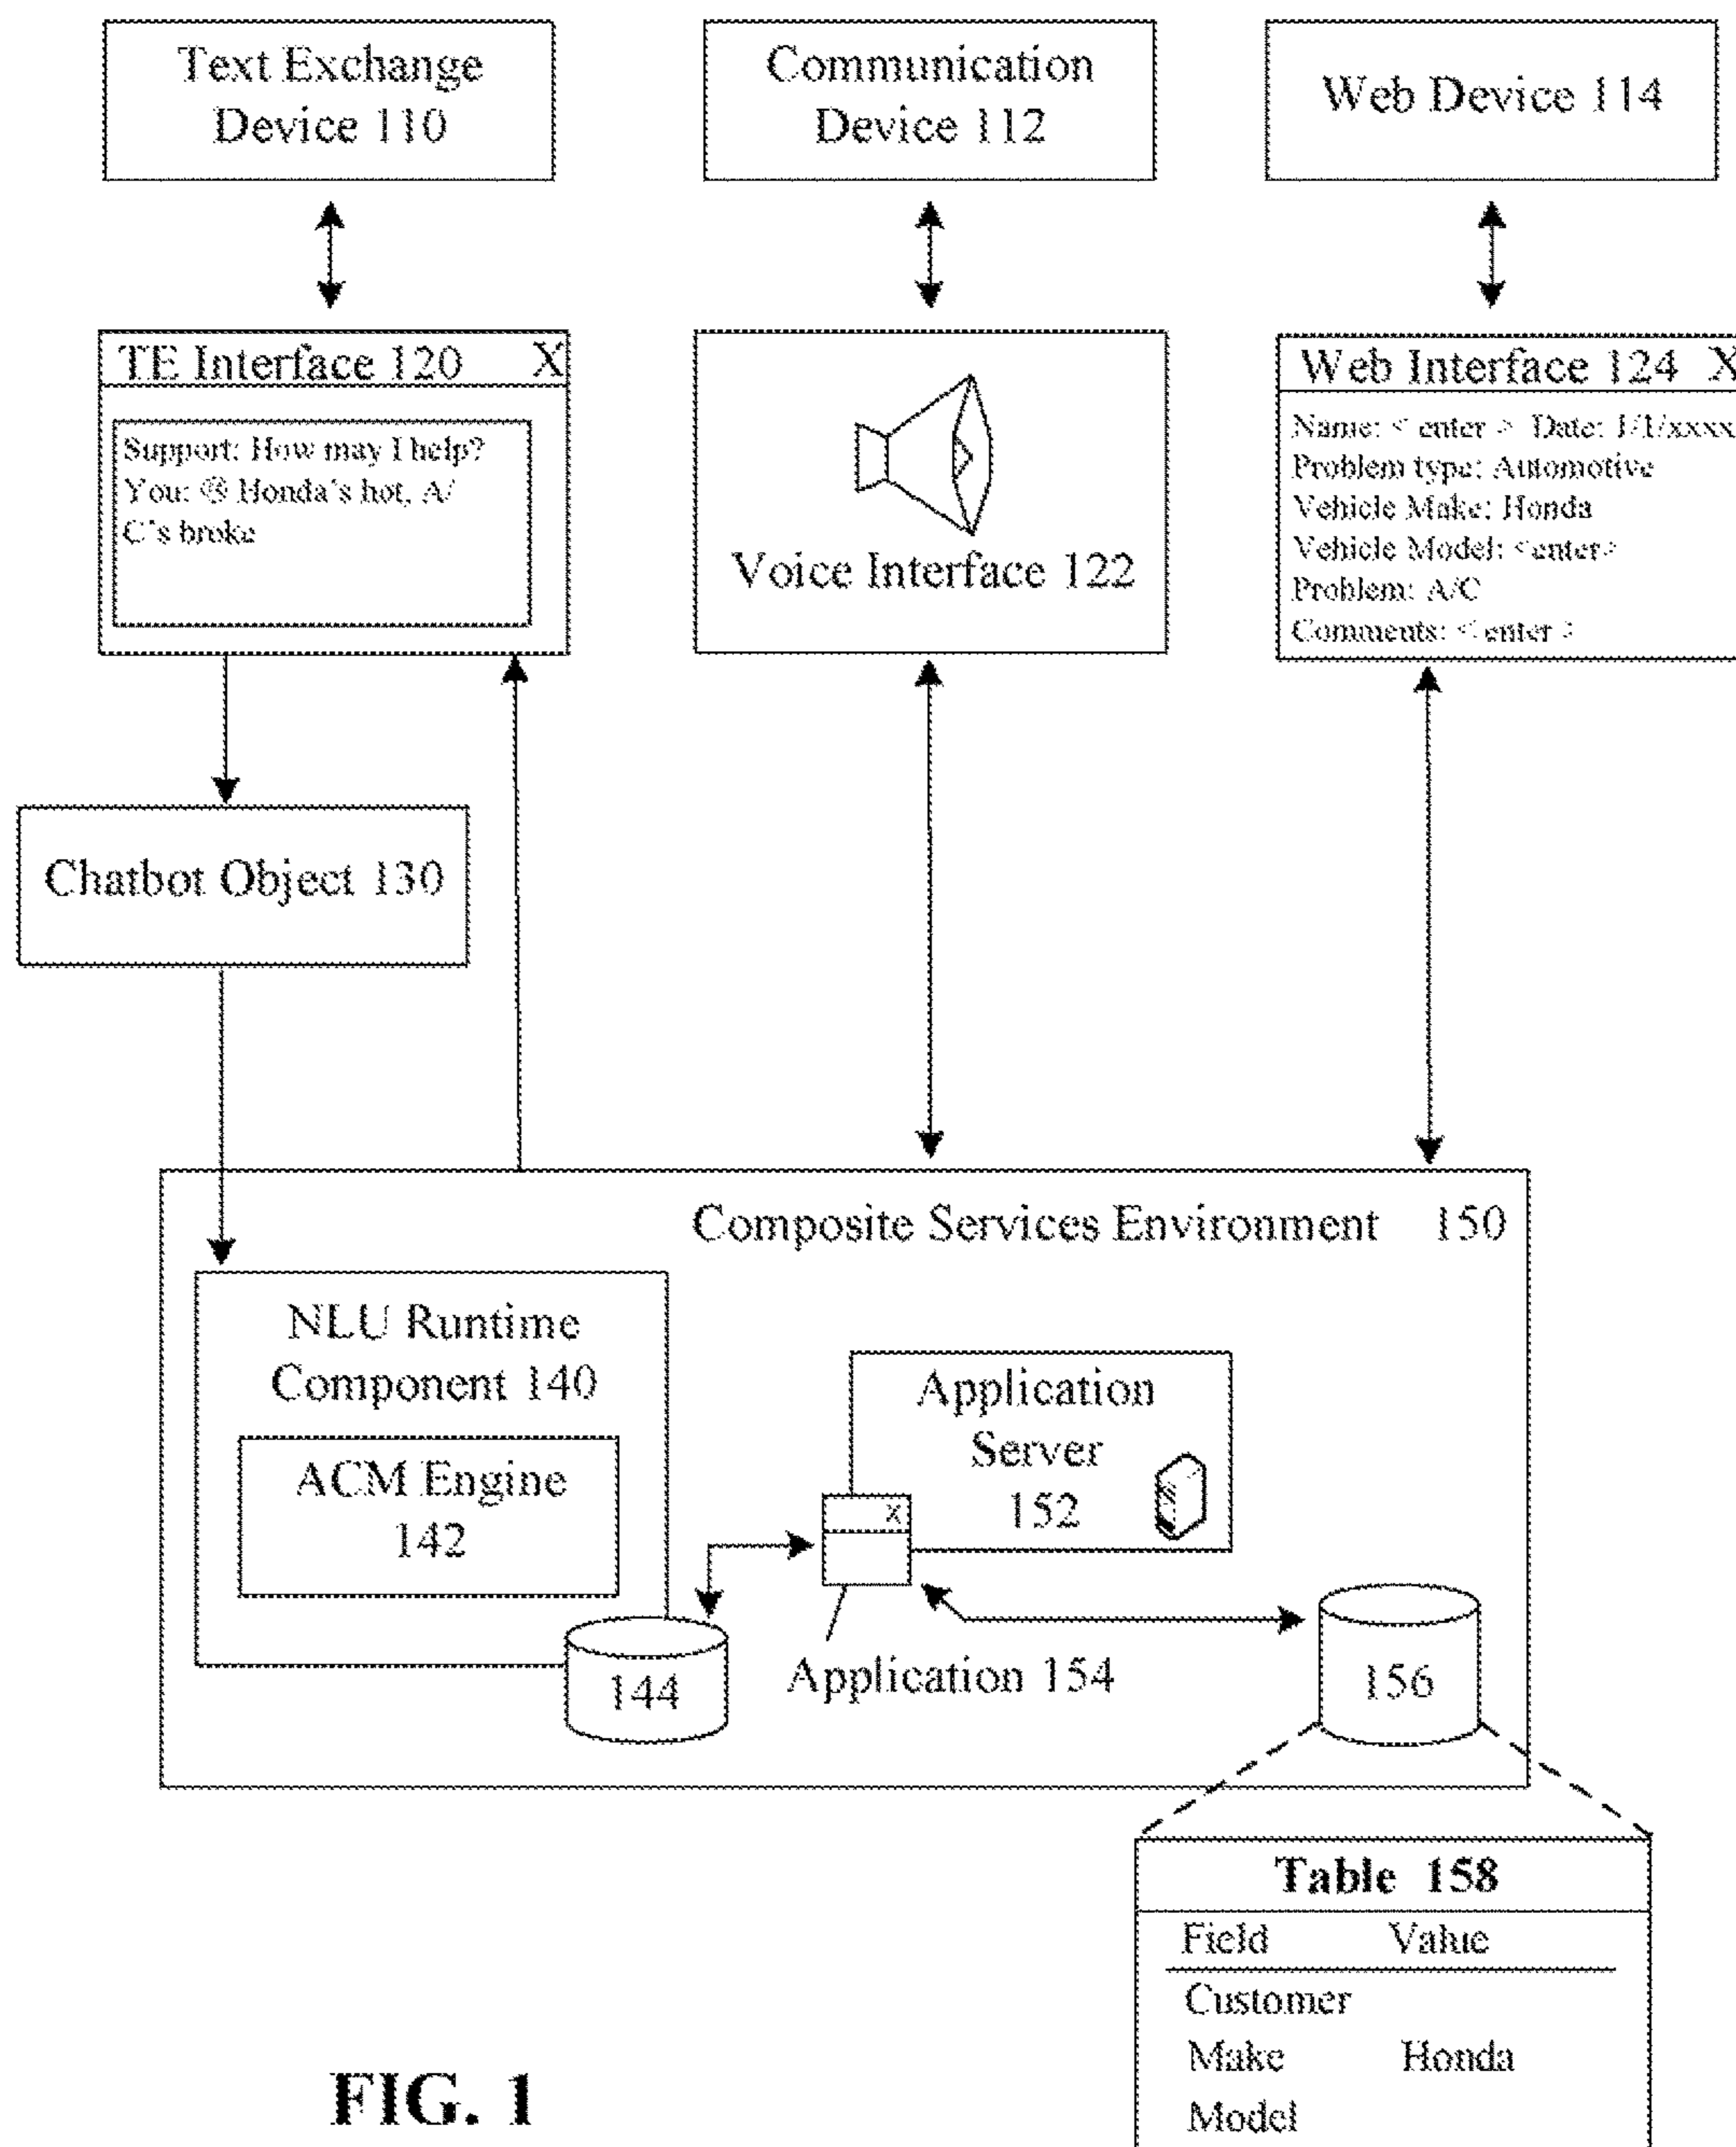 Text Exchange
Device 110
Communication
Device 112
Web Device 114
TE Interface 120 X
Support: How may I help?
You: ☹ Honda's hot, A/
C's broke
Voice Interface 122
Web Interface 124 X
Name: < enter > Date: 1/1/xxxx
Problem type: Automotive
Vehicle Make: Honda
Vehicle Model: <enter>
Problem: A/C
Comments: < enter >
Chatbot Object 130
Composite Services Environment 150
NLU Runtime
Component 140
ACM Engine
142
144
Application
Server
152
x
Application 154
156
Table 158
Field Value
Customer
Make Honda
Model
FIG. 1